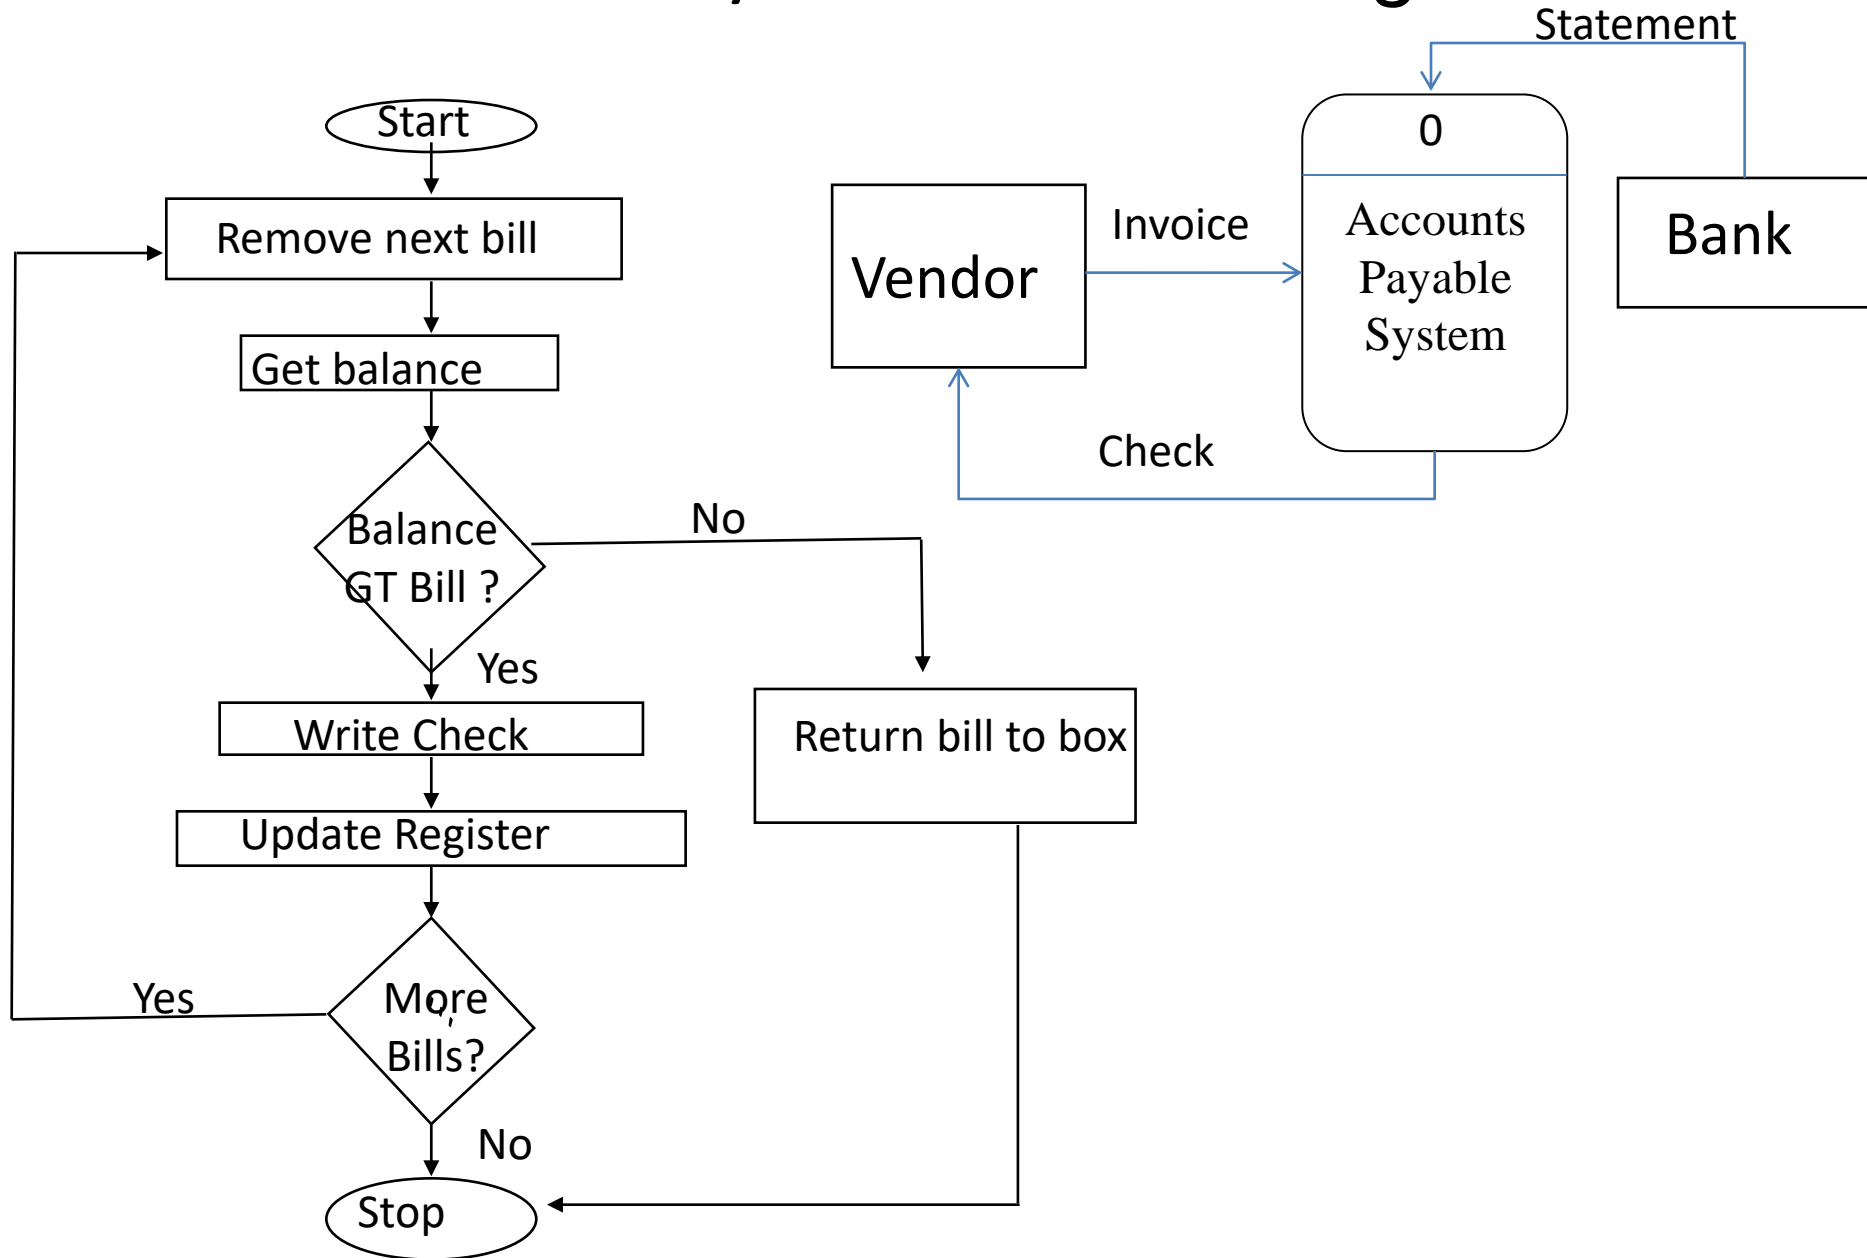 Statement
Start
0
Remove next bill
Invoice
Accounts
Payable
System
Bank
Vendor
Get balance
Check
Balance
GT Bill ?
No
Yes
Write Check
Return bill to box
Update Register
Yes
More
Bills?
No
Stop